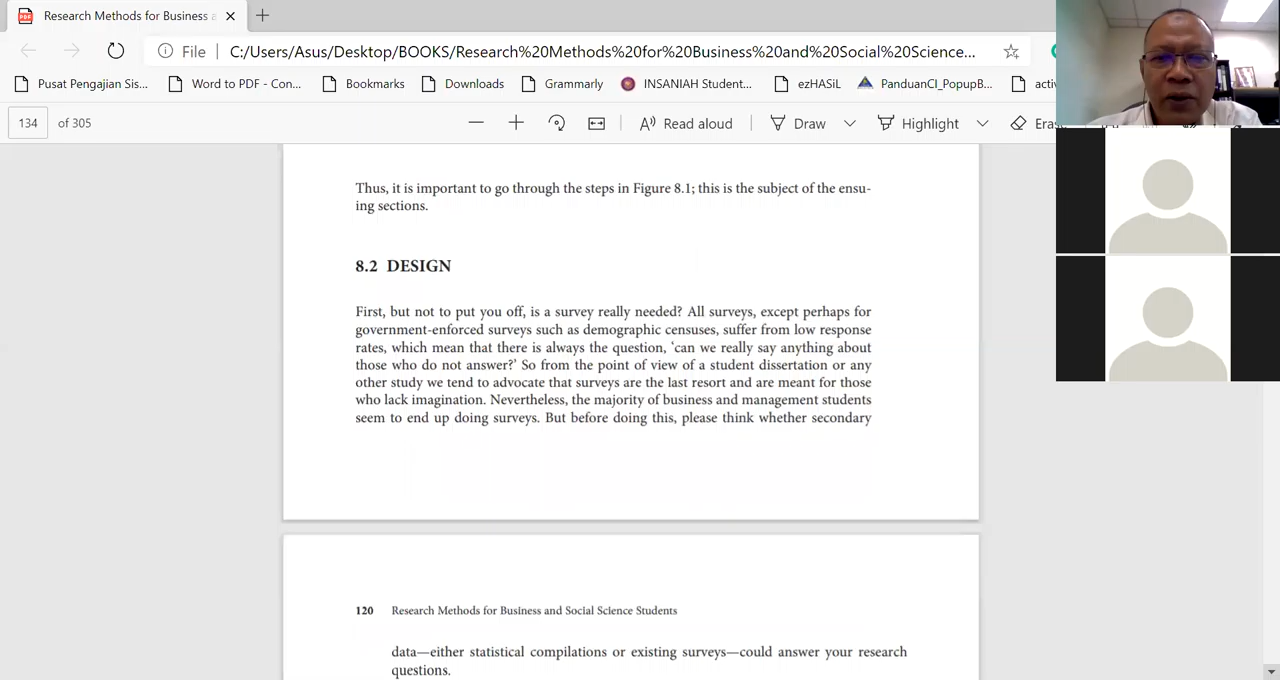 Research Methods for Business a
File
C:/Users/Asus/Desktop/BOOKS/Research%20Methods%20for%20Business%20and%20Social%20Science...
Pusat Pengajian Sis... Word to PDF - Con... Bookmarks Downloads Grammarly INSANIAH Student... ezHASiL PanduanCI_PopupB... activ
134 of 305 Read aloud Draw Highlight Eras
Thus, it is important to go through the steps in Figure 8.1; this is the subject of the ensu-
ing sections.
8.2 DESIGN
First, but not to put you off, is a survey really needed? All surveys, except perhaps for
government-enforced surveys such as demographic censuses, suffer from low response
rates, which mean that there is always the question, ‘can we really say anything about
those who do not answer?’ So from the point of view of a student dissertation or any
other study we tend to advocate that surveys are the last resort and are meant for those
who lack imagination. Nevertheless, the majority of business and management students
seem to end up doing surveys. But before doing this, please think whether secondary
120 Research Methods for Business and Social Science Students
data—either statistical compilations or existing surveys—could answer your research
questions.